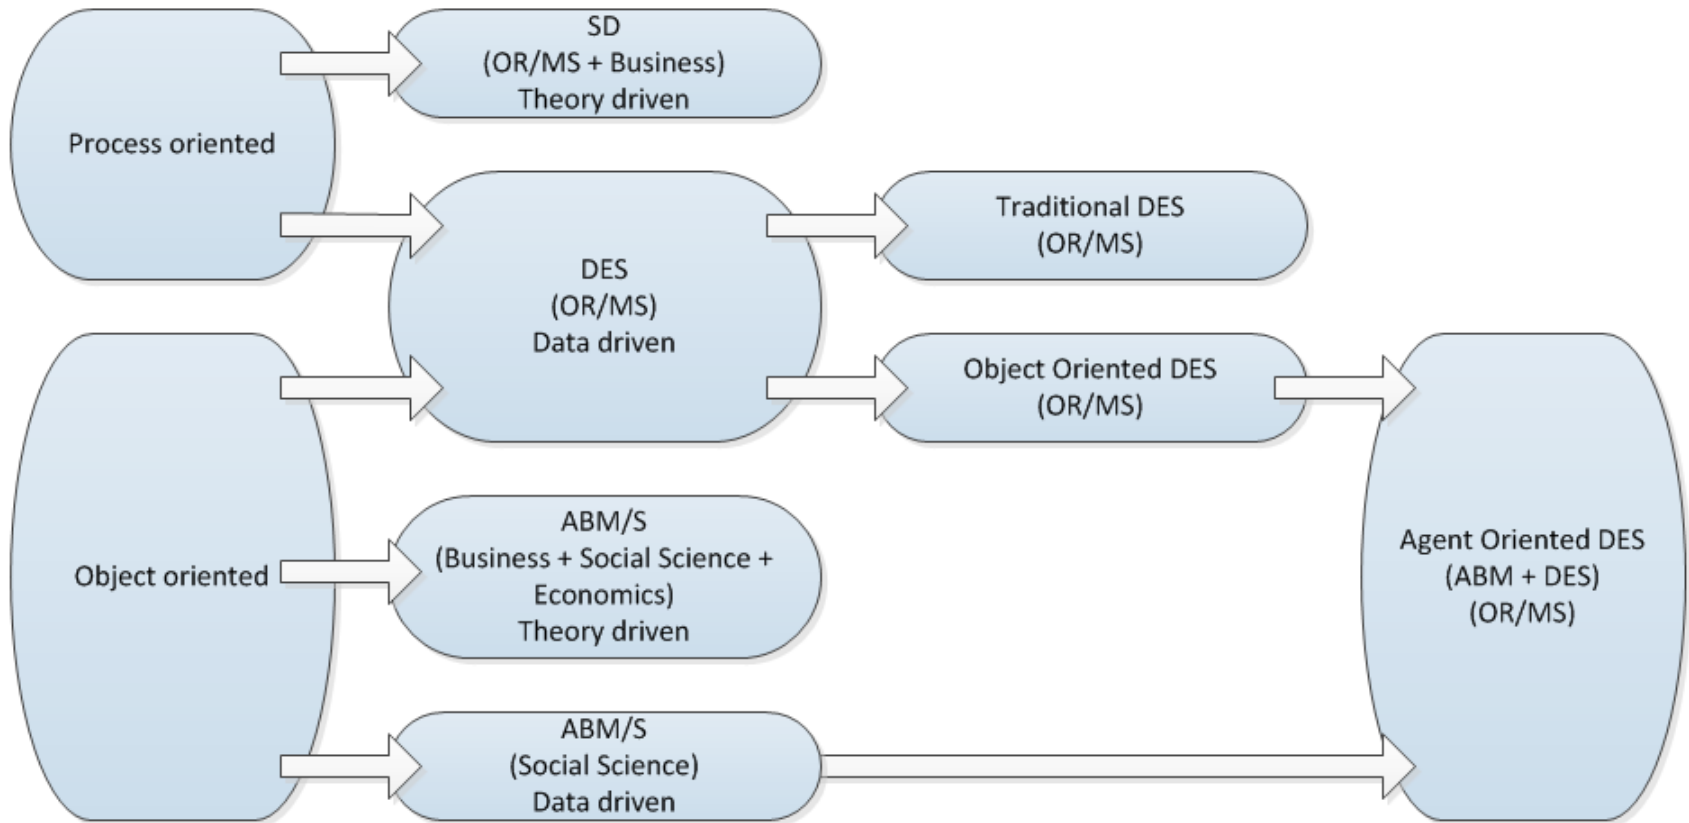 Process oriented
SD
(OR/MS + Business)
Theory driven
DES
(OR/MS)
Data driven
Traditional DES
(OR/MS)
Object Oriented DES
(OR/MS)
Object oriented
ABM/S
(Business + Social Science +
Economics)
Theory driven
ABM/S
(Social Science)
Data driven
Agent Oriented DES
(ABM + DES)
(OR/MS)